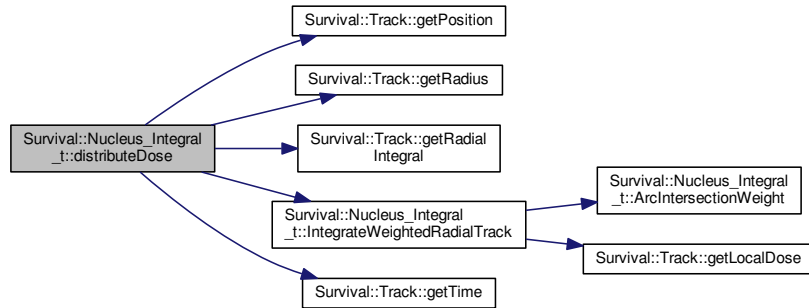 Survival::Track::getPosition
Survival::Track::getRadius
Survival::Nucleus_Integral
_t::distributeDose
Survival::Track::getRadial
Integral
Survival::Nucleus_Integral
_t::ArcIntersectionWeight
Survival::Nucleus_Integral
_t::IntegrateWeightedRadialTrack
Survival::Track::getLocalDose
Survival::Track::getTime